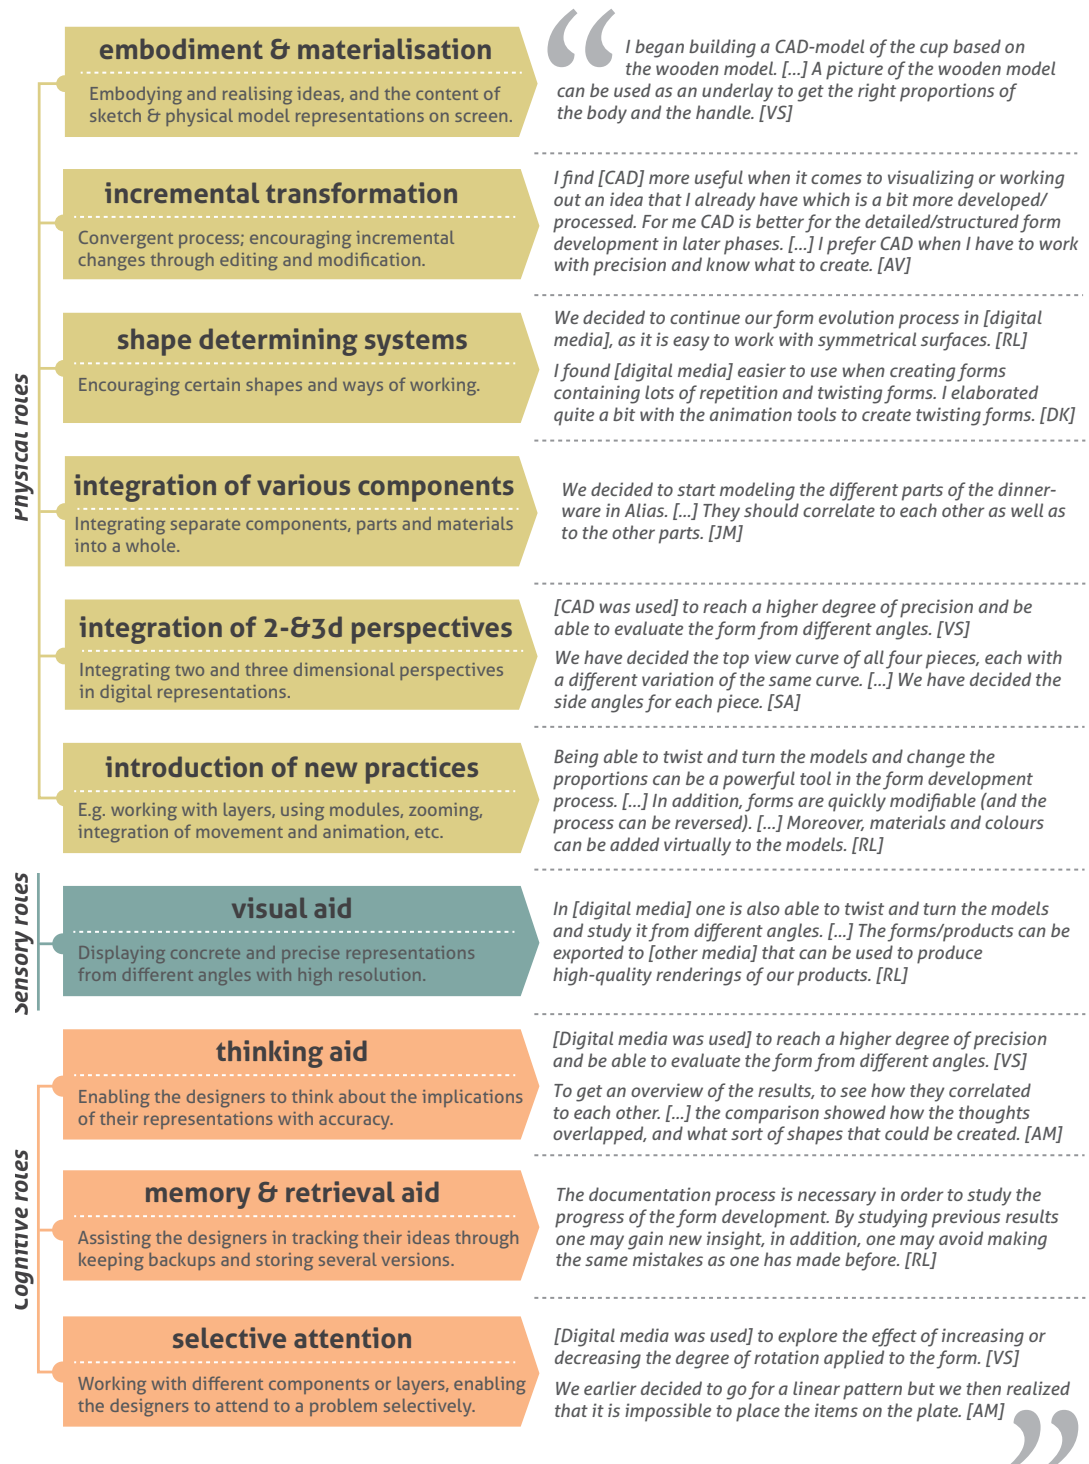 Physical roles
embodiment & materialisation
Embodying and realising ideas, and the content of
sketch & physical model representations on screen.
I began building a CAD-model of the cup based on
the wooden model. [...] A picture of the wooden model
can be used as an underlay to get the right proportions of
the body and the handle. [VS]
incremental transformation
Convergent process; encouraging incremental
changes through editing and modification.
I find [CAD] more useful when it comes to visualizing or working
out an idea that I already have which is a bit more developed/
processed. For me CAD is better for the detailed/structured form
development in later phases. [...] I prefer CAD when I have to work
with precision and know what to create. [AV]
shape determining systems
Encouraging certain shapes and ways of working.
We decided to continue our form evolution process in [digital
media], as it is easy to work with symmetrical surfaces. [RL]
I found [digital media] easier to use when creating forms
containing lots of repetition and twisting forms. I elaborated
quite a bit with the animation tools to create twisting forms. [DK]
integration of various components
Integrating separate components, parts and materials
into a whole.
We decided to start modeling the different parts of the dinner-
ware in Alias. [...] They should correlate to each other as well as
to the other parts. [JM]
integration of 2-&3d perspectives
Integrating two and three dimensional perspectives
in digital representations.
[CAD was used] to reach a higher degree of precision and be
able to evaluate the form from different angles. [VS]
We have decided the top view curve of all four pieces, each with
a different variation of the same curve. [...] We have decided the
side angles for each piece. [SA]
introduction of new practices
E.g. working with layers, using modules, zooming,
integration of movement and animation, etc.
Being able to twist and turn the models and change the
proportions can be a powerful tool in the form development
process. [...] In addition, forms are quickly modifiable (and the
process can be reversed). [...] Moreover, materials and colours
can be added virtually to the models. [RL]
Sensory roles
visual aid
Displaying concrete and precise representations
from different angles with high resolution.
In [digital media] one is also able to twist and turn the models
and study it from different angles. [...] The forms/products can be
exported to [other media] that can be used to produce
high-quality renderings of our products. [RL]
Cognitive roles
thinking aid
Enabling the designers to think about the implications
of their representations with accuracy.
[Digital media was used] to reach a higher degree of precision
and be able to evaluate the form from different angles. [VS]
To get an overview of the results, to see how they correlated
to each other. [...] the comparison showed how the thoughts
overlapped, and what sort of shapes that could be created. [AM]
memory & retrieval aid
Assisting the designers in tracking their ideas through
keeping backups and storing several versions.
The documentation process is necessary in order to study the
progress of the form development. By studying previous results
one may gain new insight, in addition, one may avoid making
the same mistakes as one has made before. [RL]
selective attention
Working with different components or layers, enabling
the designers to attend to a problem selectively.
[Digital media was used] to explore the effect of increasing or
decreasing the degree of rotation applied to the form. [VS]
We earlier decided to go for a linear pattern but we then realized
that it is impossible to place the items on the plate. [AM]